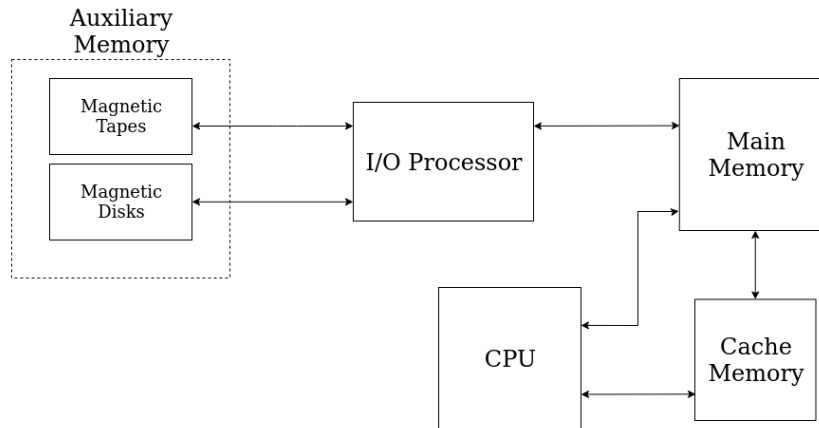 Auxiliary
Memory
Magnetic
Tapes
Magnetic
Disks
I/O Processor
Main
Memory
CPU
Cache
Memory